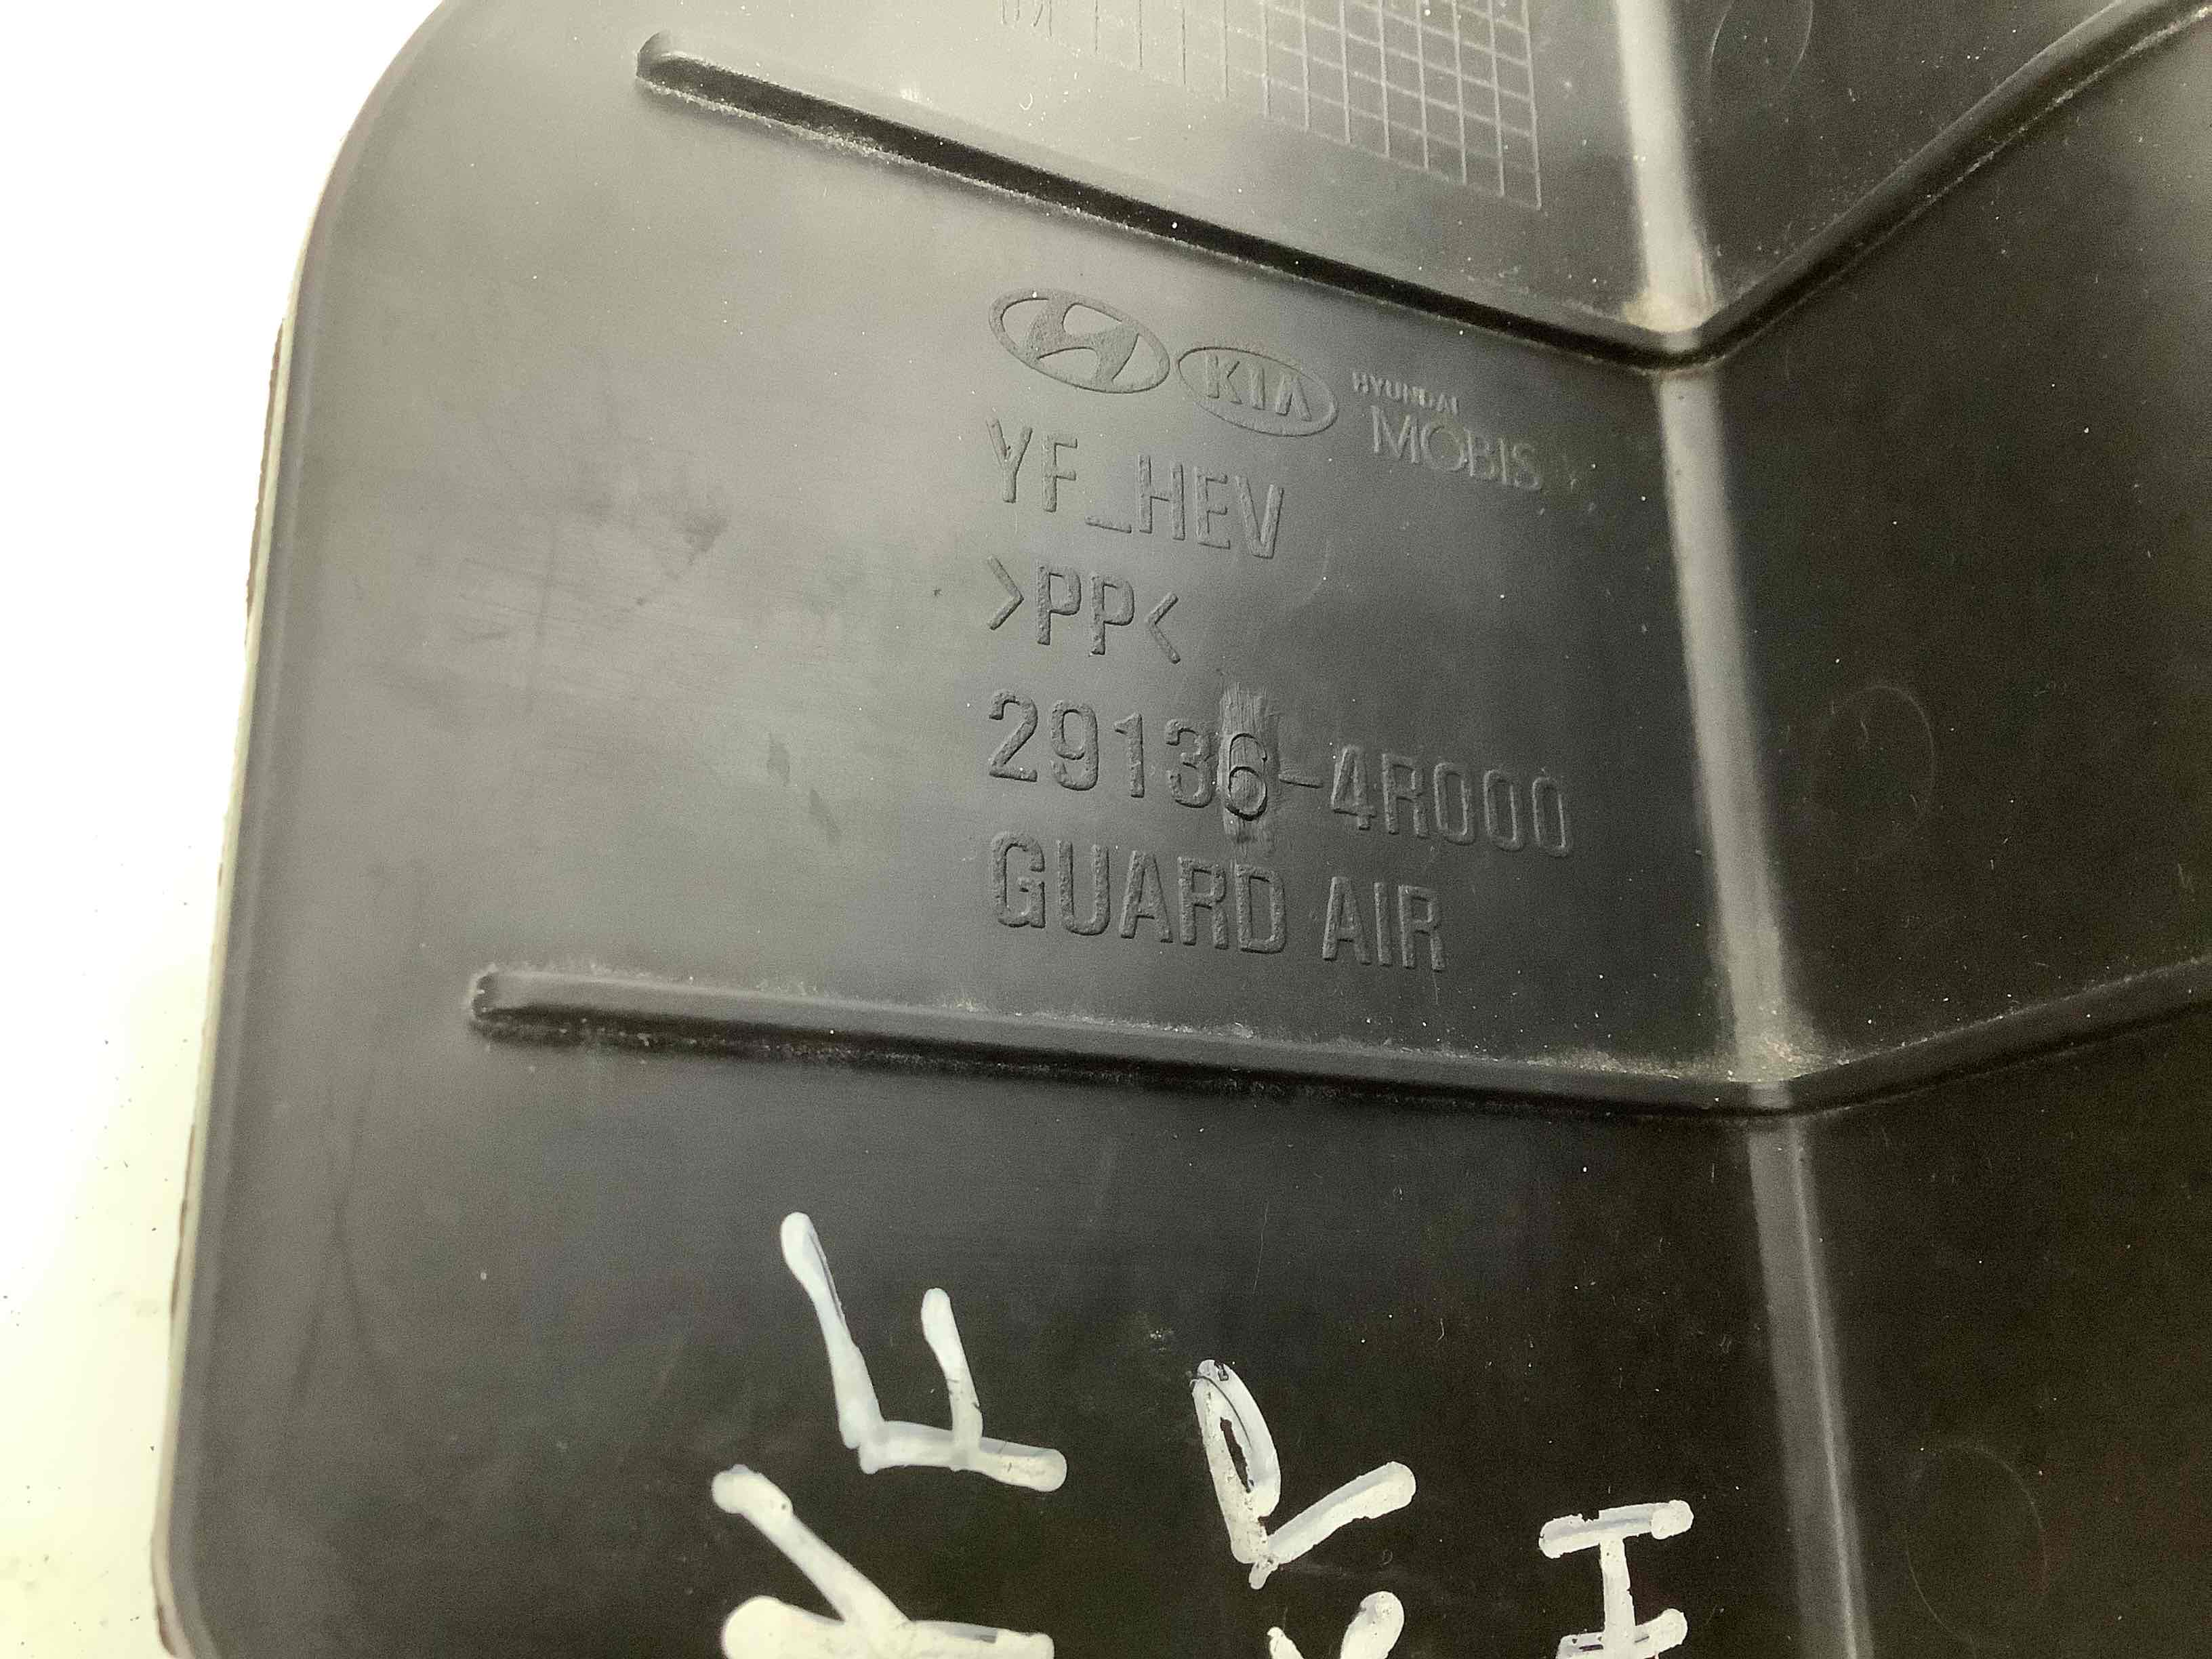 KIA HYUNDAI MOBIS
YF_HEV
>PP<
29136-4R000
GUARD AIR